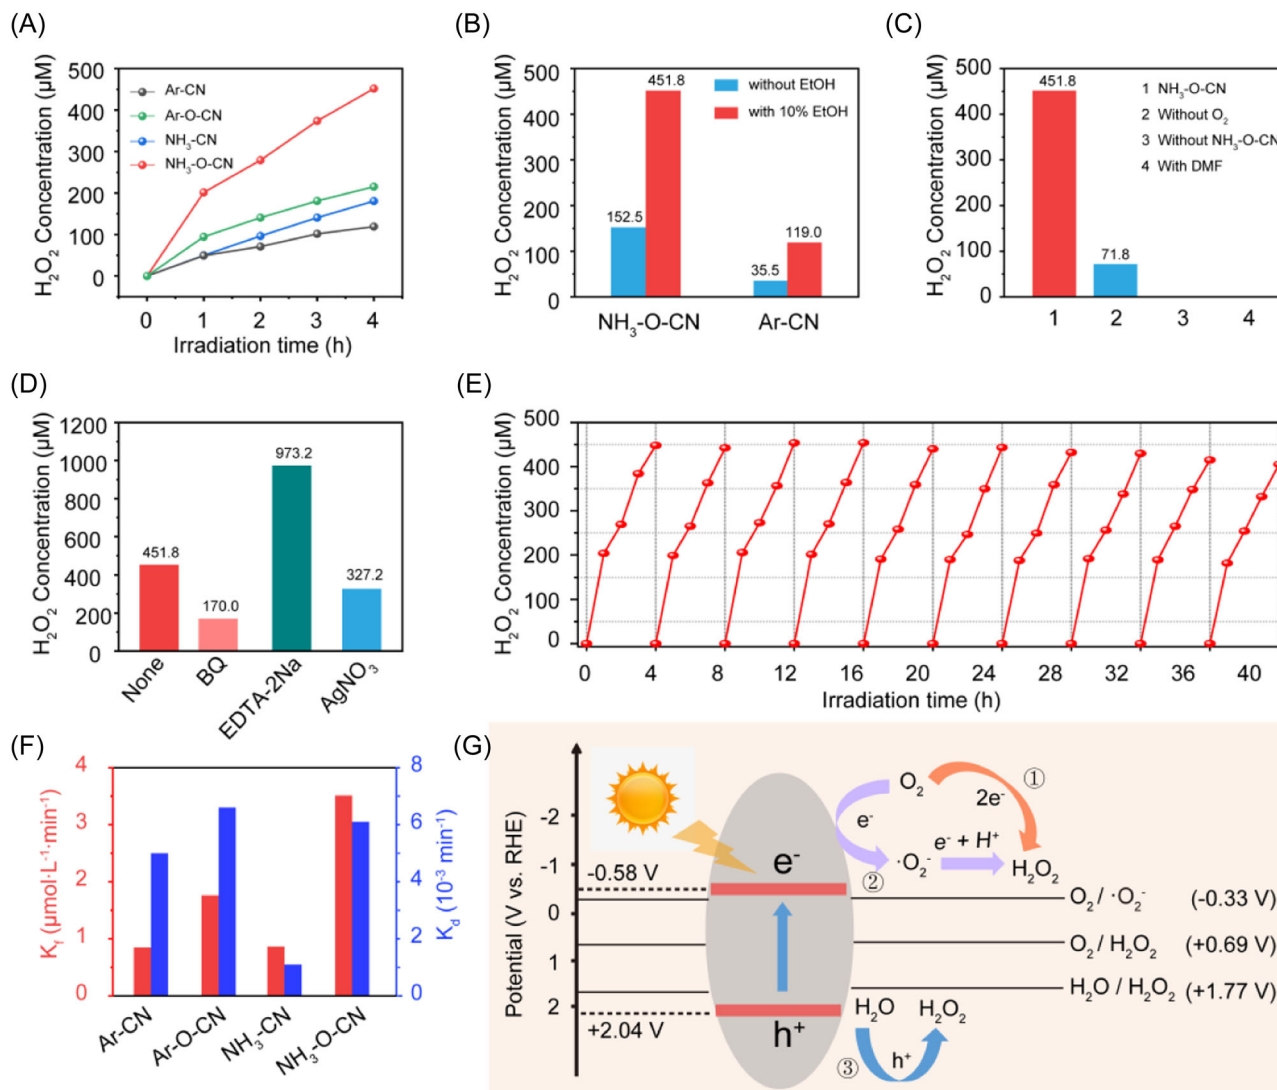 (A)
H₂O₂ Concentration (μM)
500
400
300
200
100
0
Ar-CN
Ar-O-CN
NH₃-CN
NH₃-O-CN
0 1 2 3 4
Irradiation time (h)
(B)
H₂O₂ Concentration (μM)
500
400
300
200
100
0
451.8
without EtOH
with 10% EtOH
152.5
119.0
35.5
NH₃-O-CN Ar-CN
(C)
H₂O₂ Concentration (μM)
500
400
300
200
100
0
451.8
1 NH₃-O-CN
2 Without O₂
3 Without NH₃-O-CN
4 With DMF
71.8
1 2 3 4
(D)
H₂O₂ Concentration (μM)
1200
1000
800
600
400
200
0
451.8
170.0
973.2
327.2
None
BQ
EDTA-2Na
AgNO₃
(E)
H₂O₂ Concentration (μM)
500
400
300
200
100
0
0 4 8 12 16 20 24 28 32 36 40
Irradiation time (h)
(F)
K_f (μmol·L⁻¹·min⁻¹)
4
3
2
1
0
8
6
4
2
0
K_d (10⁻³ min⁻¹)
Ar-CN
Ar-O-CN
NH₃-CN
NH₃-O-CN
(G)
Potential (V vs. RHE)
-2
-1
0
1
2
-0.58 V
+2.04 V
e⁻
h⁺
O₂
①
2e⁻
e⁻
②
·O₂⁻
e⁻ + H⁺
H₂O₂
O₂ / ·O₂⁻ (-0.33 V)
O₂ / H₂O₂ (+0.69 V)
H₂O / H₂O₂ (+1.77 V)
H₂O
H₂O₂
③
h⁺